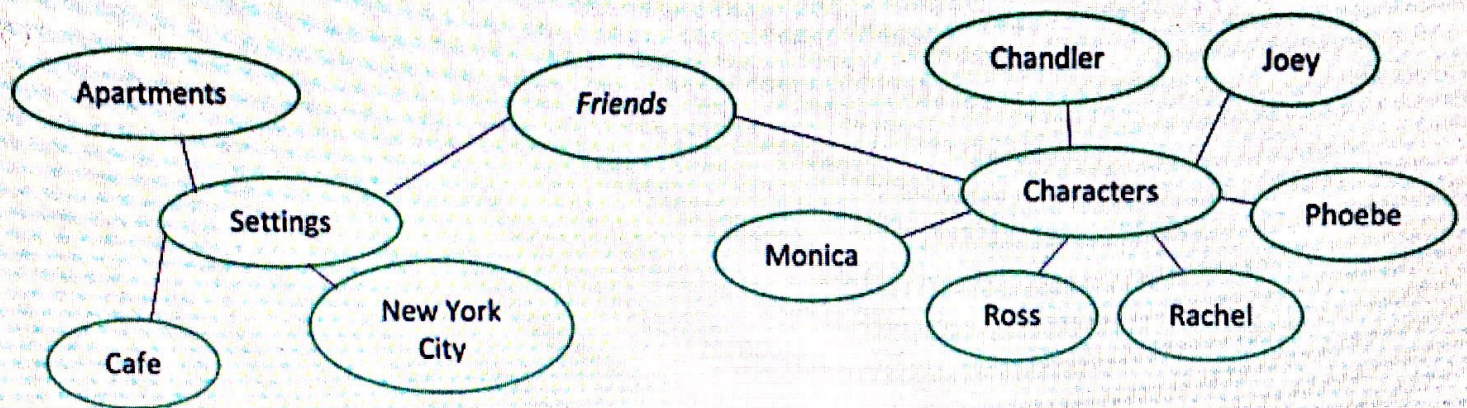 Friends
Settings
Apartments
Cafe
New York
City
Characters
Chandler
Joey
Phoebe
Rachel
Ross
Monica